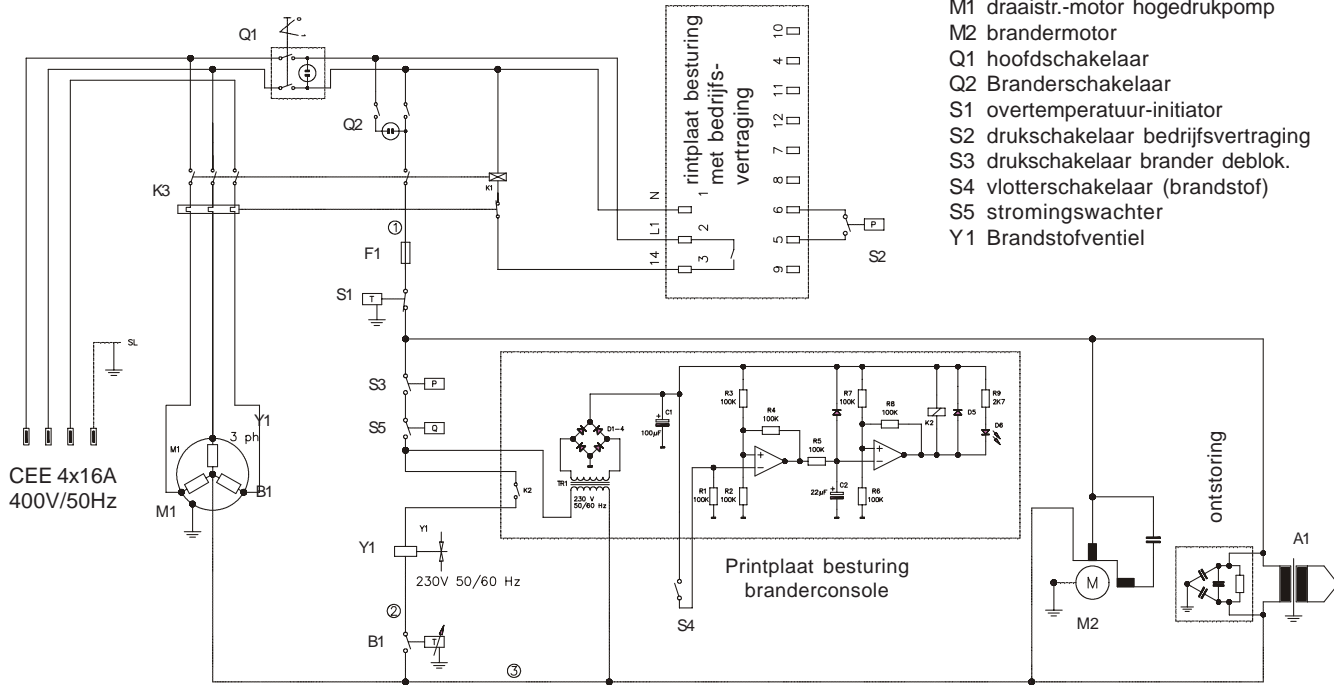 M1 draaistr.-motor hogedrukpomp
M2 brandermotor
Q1 hoofdschakelaar
Q2 Branderschakelaar
S1 overtemperatuur-initiator
S2 drukschakelaar bedrijfsvertraging
S3 drukschakelaar brander deblok.
S4 vlotterschakelaar (brandstof)
S5 stromingswachter
Y1 Brandstofventiel
Q1
Q2
K3
K1
rintplaat besturing
met bedrijfs-
vertraging
10
4
11
12
7
8
6
5
9
N
1
L1
2
14
3
P
S2
1
F1
S1
T
SL
CEE 4x16A
400V/50Hz
Y1
3 ph
M1
B1
M1
S3
P
S5
Q
K2
Y1
Y1
230V 50/60 Hz
2
B1
T
3
D1-4
TR1
230 V
50/60 Hz
C1
100µF
R3
100K
R4
100K
R1
100K
R2
100K
R5
100K
R7
100K
R8
100K
C2
22µF
R6
100K
K2
D5
R9
2K7
D6
+
−
+
−
Printplaat besturing
branderconsole
S4
M
M2
ontstoring
A1